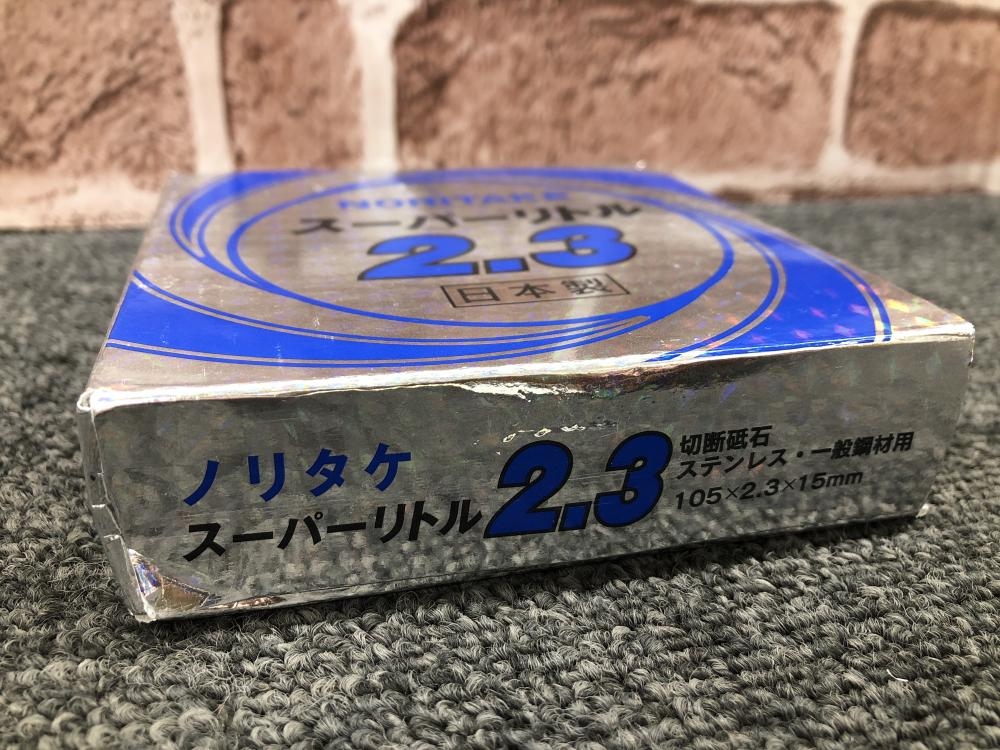 NORITAKE
スーパーリトル
2.3
日本製
ノリタケ
スーパーリトル2.3
切断砥石
ステンレス・一般鋼材用
105×2.3×15mm